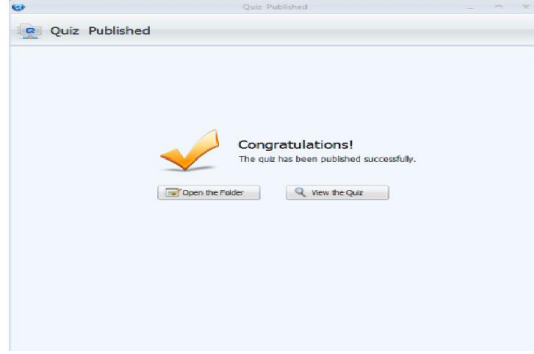 Quiz Published
Quiz Published
Congratulations!
The quiz has been published successfully.
Open the Folder
View the Quiz